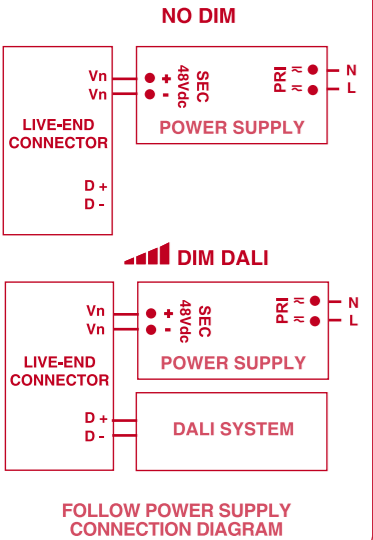 NO DIM
Vn
Vn
+
-
48Vdc
SEC
PRI
≂
≂
N
L
POWER SUPPLY
LIVE-END
CONNECTOR
D +
D -
DIM DALI
Vn
Vn
+
-
48Vdc
SEC
PRI
≂
≂
N
L
POWER SUPPLY
LIVE-END
CONNECTOR
D +
D -
DALI SYSTEM
FOLLOW POWER SUPPLY
CONNECTION DIAGRAM